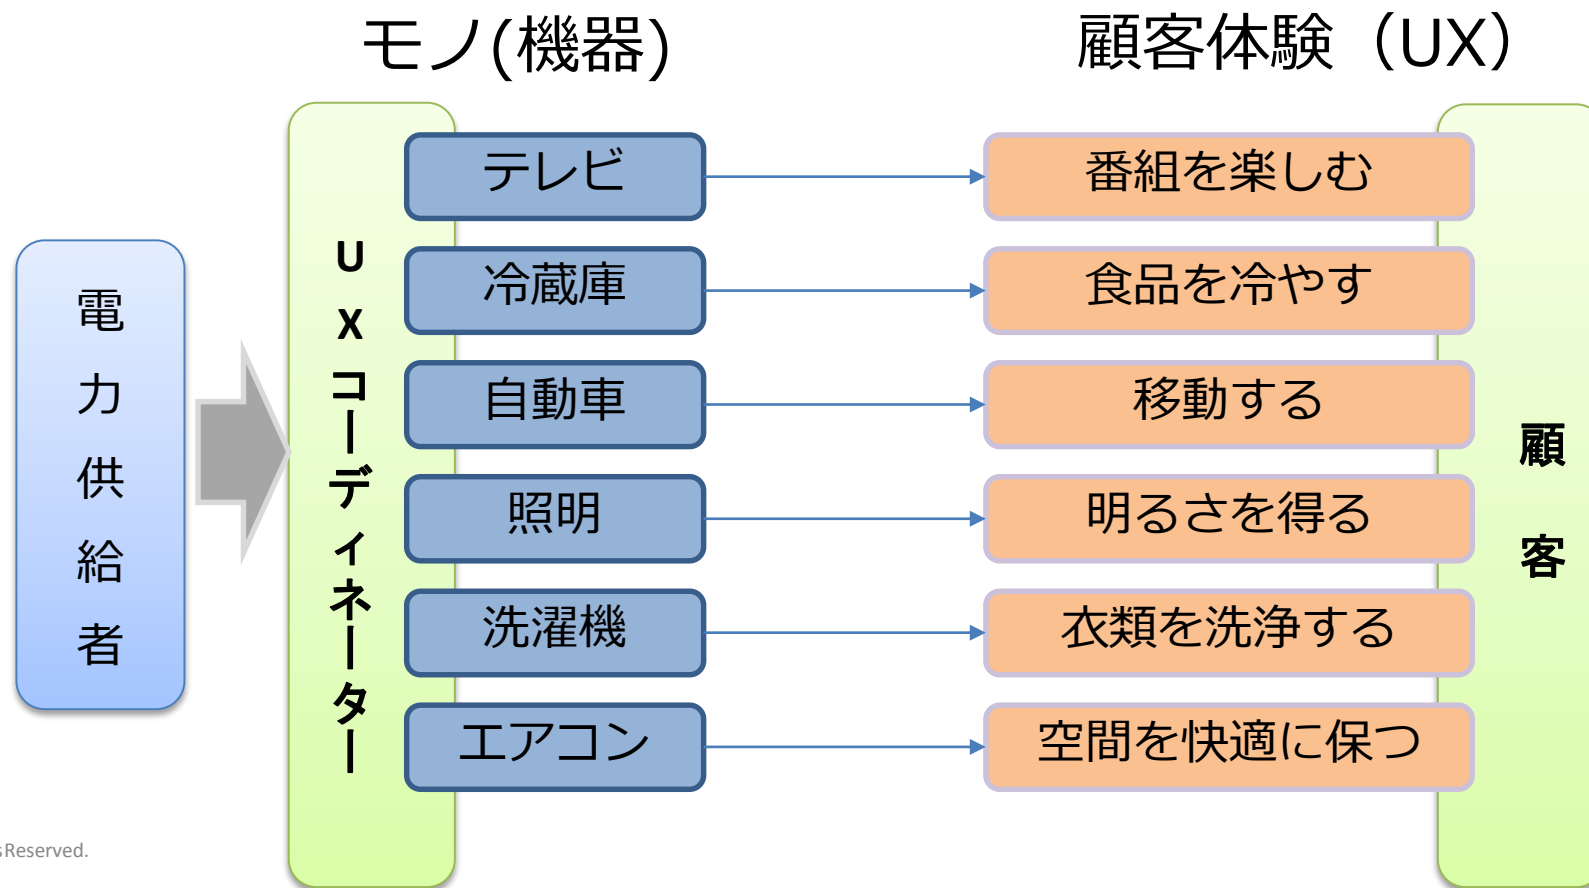 モノ(機器)
顧客体験（UX）
電力供給者
UXコーディネーター
テレビ
番組を楽しむ
冷蔵庫
食品を冷やす
自動車
移動する
照明
明るさを得る
洗濯機
衣類を洗浄する
エアコン
空間を快適に保つ
顧客
sReserved.